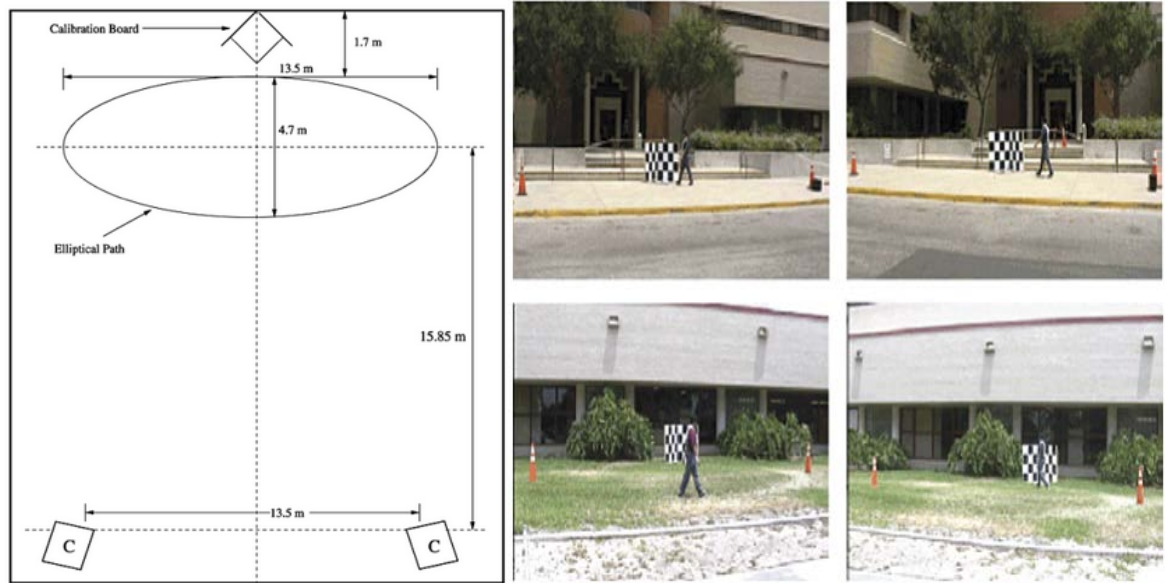 Calibration Board
1.7 m
13.5 m
4.7 m
Elliptical Path
15.85 m
13.5 m
C
C